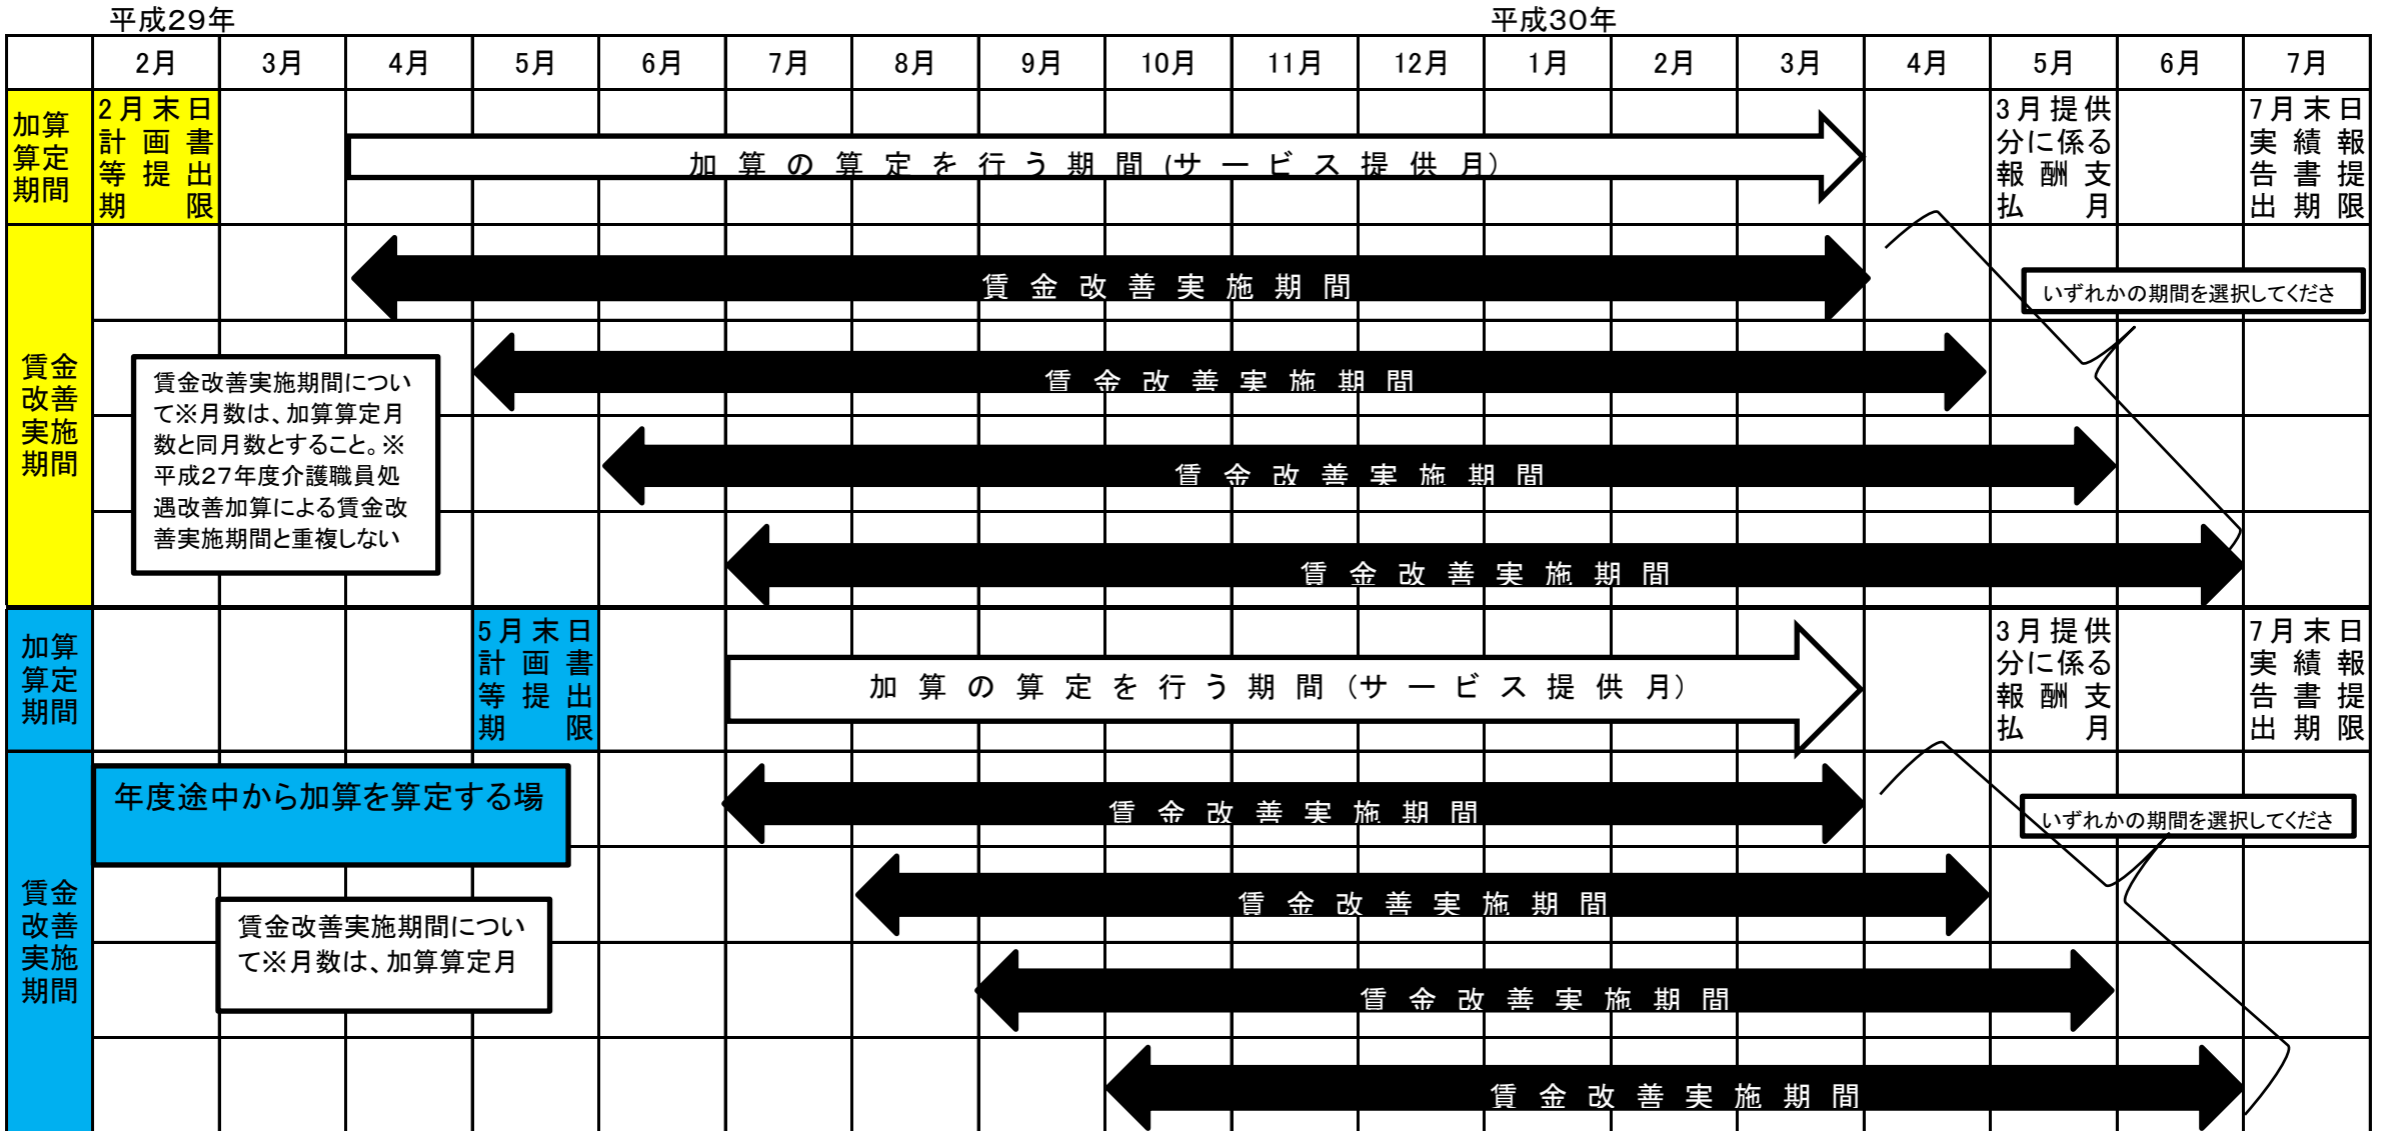 平成29年
平成30年
2月 3月 4月 5月 6月 7月 8月 9月 10月 11月 12月 1月 2月 3月 4月 5月 6月 7月
加算
算定
期間
2月末日
計画書
等提出
期限
加算の算定を行う期間(サービス提供月)
3月提供
分に係る
報酬支
払月
7月末日
実績報
告書提
出期限
賃金
改善
実施
期間
賃金改善実施期間
いずれかの期間を選択してくださ
賃金改善実施期間
賃金改善実施期間につい
て※月数は、加算算定月
数と同月数とすること。※
平成27年度介護職員処
遇改善加算による賃金改
善実施期間と重複しない
賃金改善実施期間
賃金改善実施期間
加算
算定
期間
5月末日
計画書
等提出
期限
加算の算定を行う期間(サービス提供月)
3月提供
分に係る
報酬支
払月
7月末日
実績報
告書提
出期限
賃金
改善
実施
期間
年度途中から加算を算定する場
賃金改善実施期間
いずれかの期間を選択してくださ
賃金改善実施期間
賃金改善実施期間につい
て※月数は、加算算定月
賃金改善実施期間
賃金改善実施期間